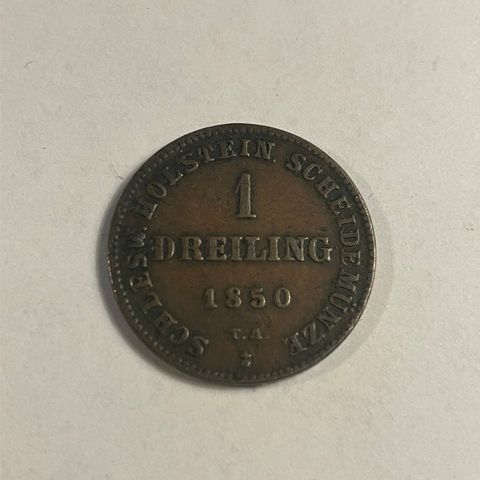 SCHLESW. HOLSTEIN. SCHEIDEMÜNZE
1
DREILING
1850
T.A.